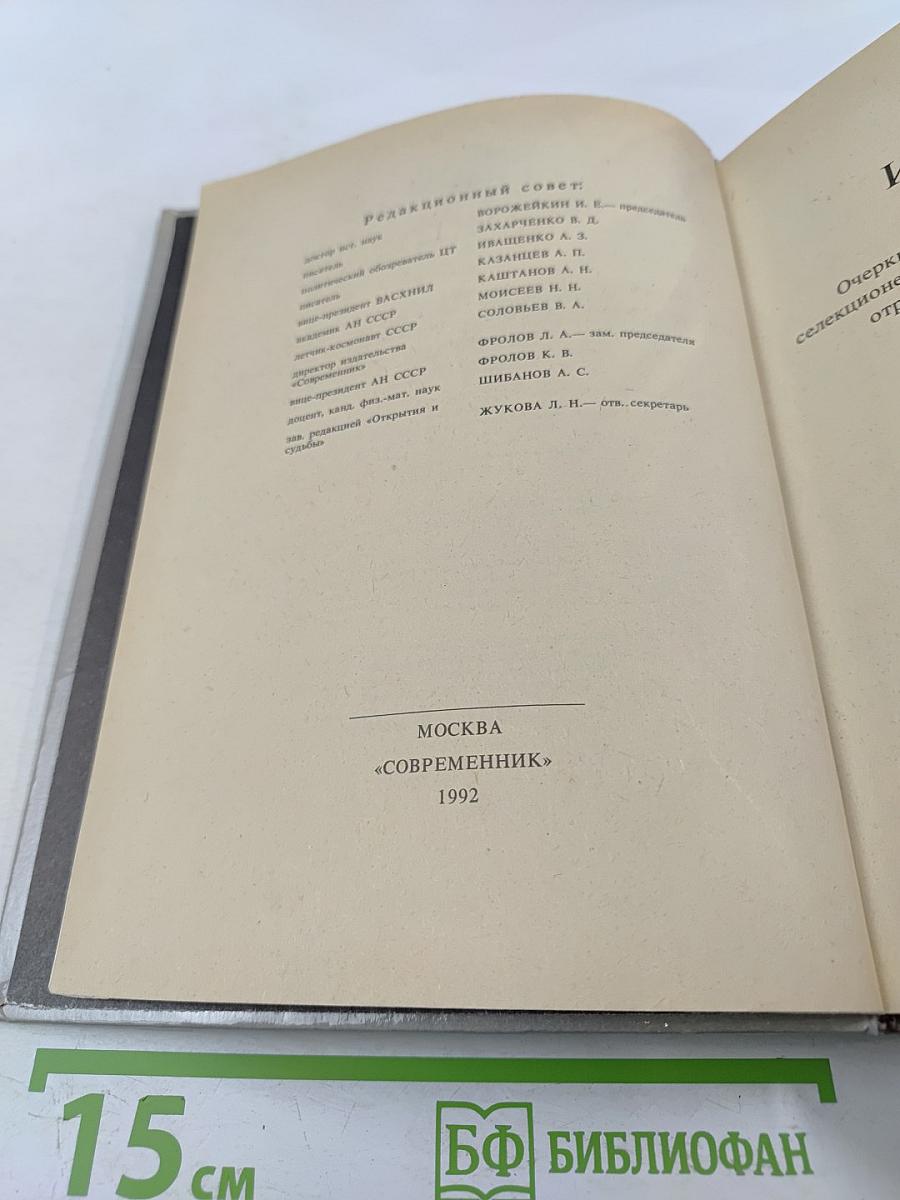 Редакционный совет:
доктор ист. наук ВОРОЖЕЙКИН И. Е.— председатель
писатель ЗАХАРЧЕНКО В. Д.
политический обозреватель ЦТ ИВАЩЕНКО А. З.
писатель КАЗАНЦЕВ А. П.
вице-президент ВАСХНИЛ КАШТАНОВ А. Н.
академик АН СССР МОИСЕЕВ Н. Н.
летчик-космонавт СССР СОЛОВЬЕВ В. А.
директор издательства
«Современник» ФРОЛОВ Л. А.— зам. председателя
вице-президент АН СССР ФРОЛОВ К. В.
доцент, канд. физ.-мат. наук ШИБАНОВ А. С.
зав. редакцией «Открытия и
судьбы» ЖУКОВА Л. Н.— отв. секретарь
МОСКВА
«СОВРЕМЕННИК»
1992
И
Очерки
селекционе
отр
15 см
БФ БИБЛИОФАН